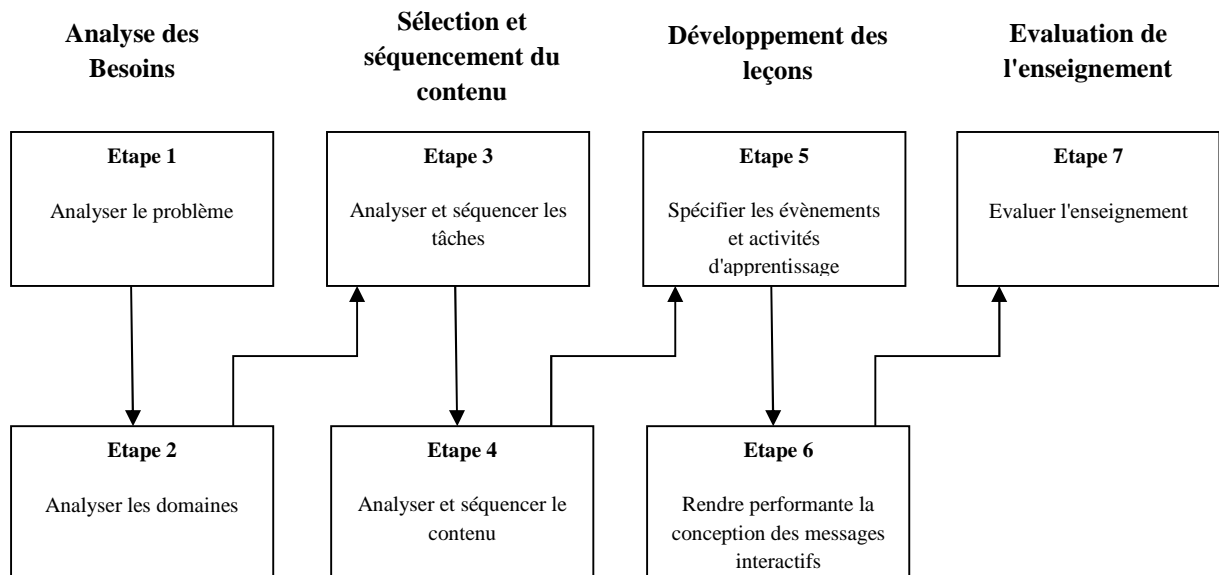 Analyse des
Besoins
Sélection et
séquencement du
contenu
Développement des
leçons
Evaluation de
l'enseignement
Etape 1
Analyser le problème
Etape 3
Analyser et séquencer les
tâches
Etape 5
Spécifier les évènements
et activités
d'apprentissage
Etape 7
Evaluer l'enseignement
Etape 2
Analyser les domaines
Etape 4
Analyser et séquencer le
contenu
Etape 6
Rendre performante la
conception des messages
interactifs